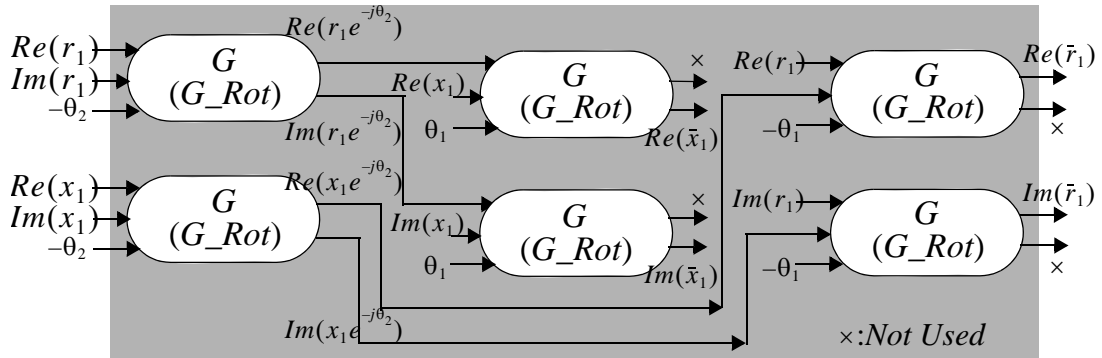 Re(r₁)
Im(r₁)
−θ₂
G
(G_Rot)
Re(r₁e^{-jθ₂})
Im(r₁e^{-jθ₂})
Re(x₁)
θ₁
G
(G_Rot)
×
Re(x̄₁)
Re(r₁)
−θ₁
G
(G_Rot)
Re(r̄₁)
×
Re(x₁)
Im(x₁)
−θ₂
G
(G_Rot)
Re(x₁e^{-jθ₂})
Im(x₁e^{-jθ₂})
Im(x₁)
θ₁
G
(G_Rot)
×
Im(x̄₁)
Im(r₁)
−θ₁
G
(G_Rot)
Im(r̄₁)
×
×:Not Used